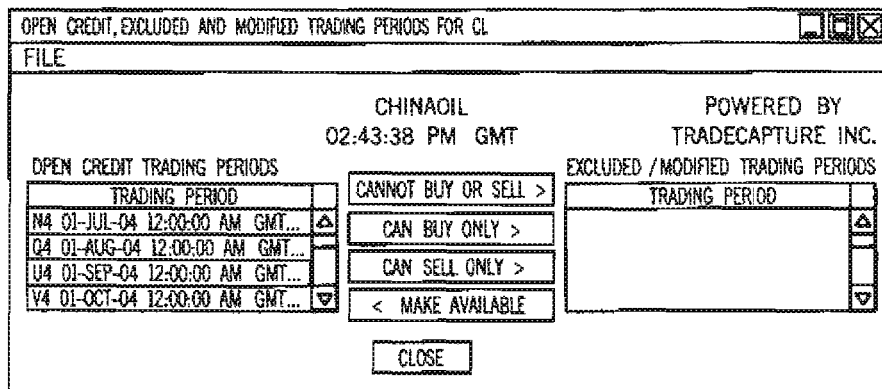 OPEN CREDIT, EXCLUDED AND MODIFIED TRADING PERIODS FOR CL
FILE
CHINAOIL
02:43:38 PM GMT
POWERED BY
TRADECAPTURE INC.
OPEN CREDIT TRADING PERIODS
TRADING PERIOD
N4 01-JUL-04 12:00:00 AM GMT...
Q4 01-AUG-04 12:00:00 AM GMT...
U4 01-SEP-04 12:00:00 AM GMT...
V4 01-OCT-04 12:00:00 AM GMT...
CANNOT BUY OR SELL >
CAN BUY ONLY >
CAN SELL ONLY >
< MAKE AVAILABLE
EXCLUDED / MODIFIED TRADING PERIODS
TRADING PERIOD
CLOSE